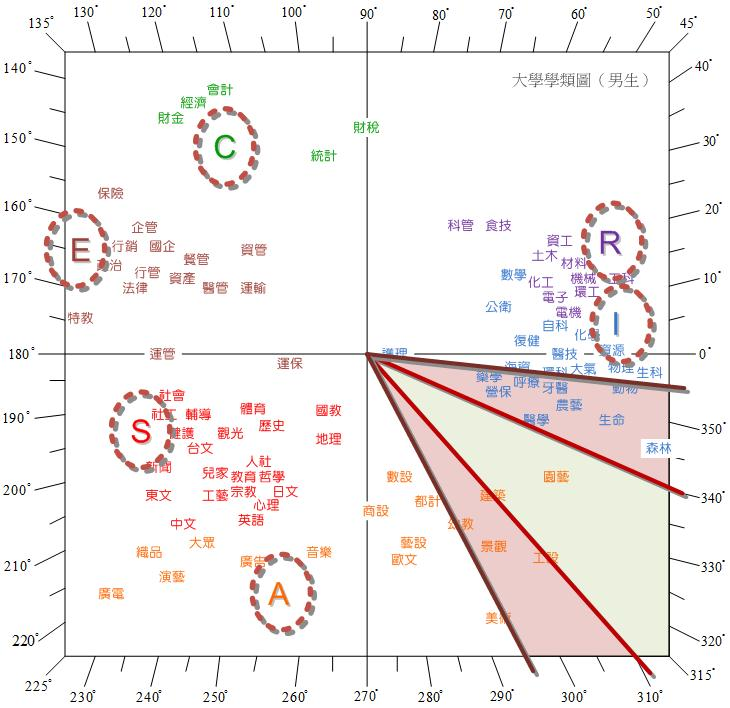 135° 130° 120° 110° 100° 90° 80° 70° 60° 50° 45°
140° 40°
大學學類圖（男生）
會計
經濟
財金
財稅
150° C 統計 30°
保險
160° 20°
企管 科管 食技
E 行銷 國企 資管 資工 R
治 餐管 土木 材料
170° 行管 資產 數學 化工 機械 工科 10°
法律 醫管 運輸 電子 環工
特教 公衛 電機 I
自科 化
復健
180° 運管 護理 醫技 資源 0°
運保 海資 環科 大氣 物理 生科
藥學 呼療 牙醫 動物
社會 營保
190° 社工 輔導 體育 國教 農藝
S 健護 觀光 歷史 醫學 生命 350°
台文 地理 森林
新聞 人社
兒家 教育 哲學 數設 園藝
200° 東文 工藝 宗教 日文 都計 建築 340°
心理 商設
中文 英語 幼教
織品 大眾 音樂 藝設 景觀
210° 廣告 歐文 工設 330°
演藝
廣電 A
美術
220° 320°
225° 230° 240° 250° 260° 270° 280° 290° 300° 310° 315°